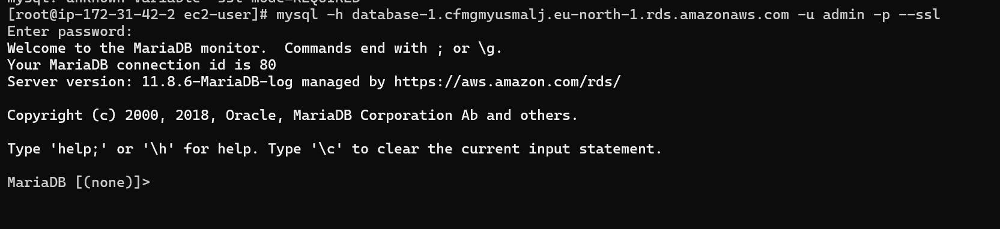 mysql: unknown variable 'ssl-mode=REQUIRED'
[root@ip-172-31-42-2 ec2-user]# mysql -h database-1.cfmgmyusmalj.eu-north-1.rds.amazonaws.com -u admin -p --ssl
Enter password:
Welcome to the MariaDB monitor.  Commands end with ; or \g.
Your MariaDB connection id is 80
Server version: 11.8.6-MariaDB-log managed by https://aws.amazon.com/rds/
Copyright (c) 2000, 2018, Oracle, MariaDB Corporation Ab and others.
Type 'help;' or '\h' for help. Type '\c' to clear the current input statement.
MariaDB [(none)]>